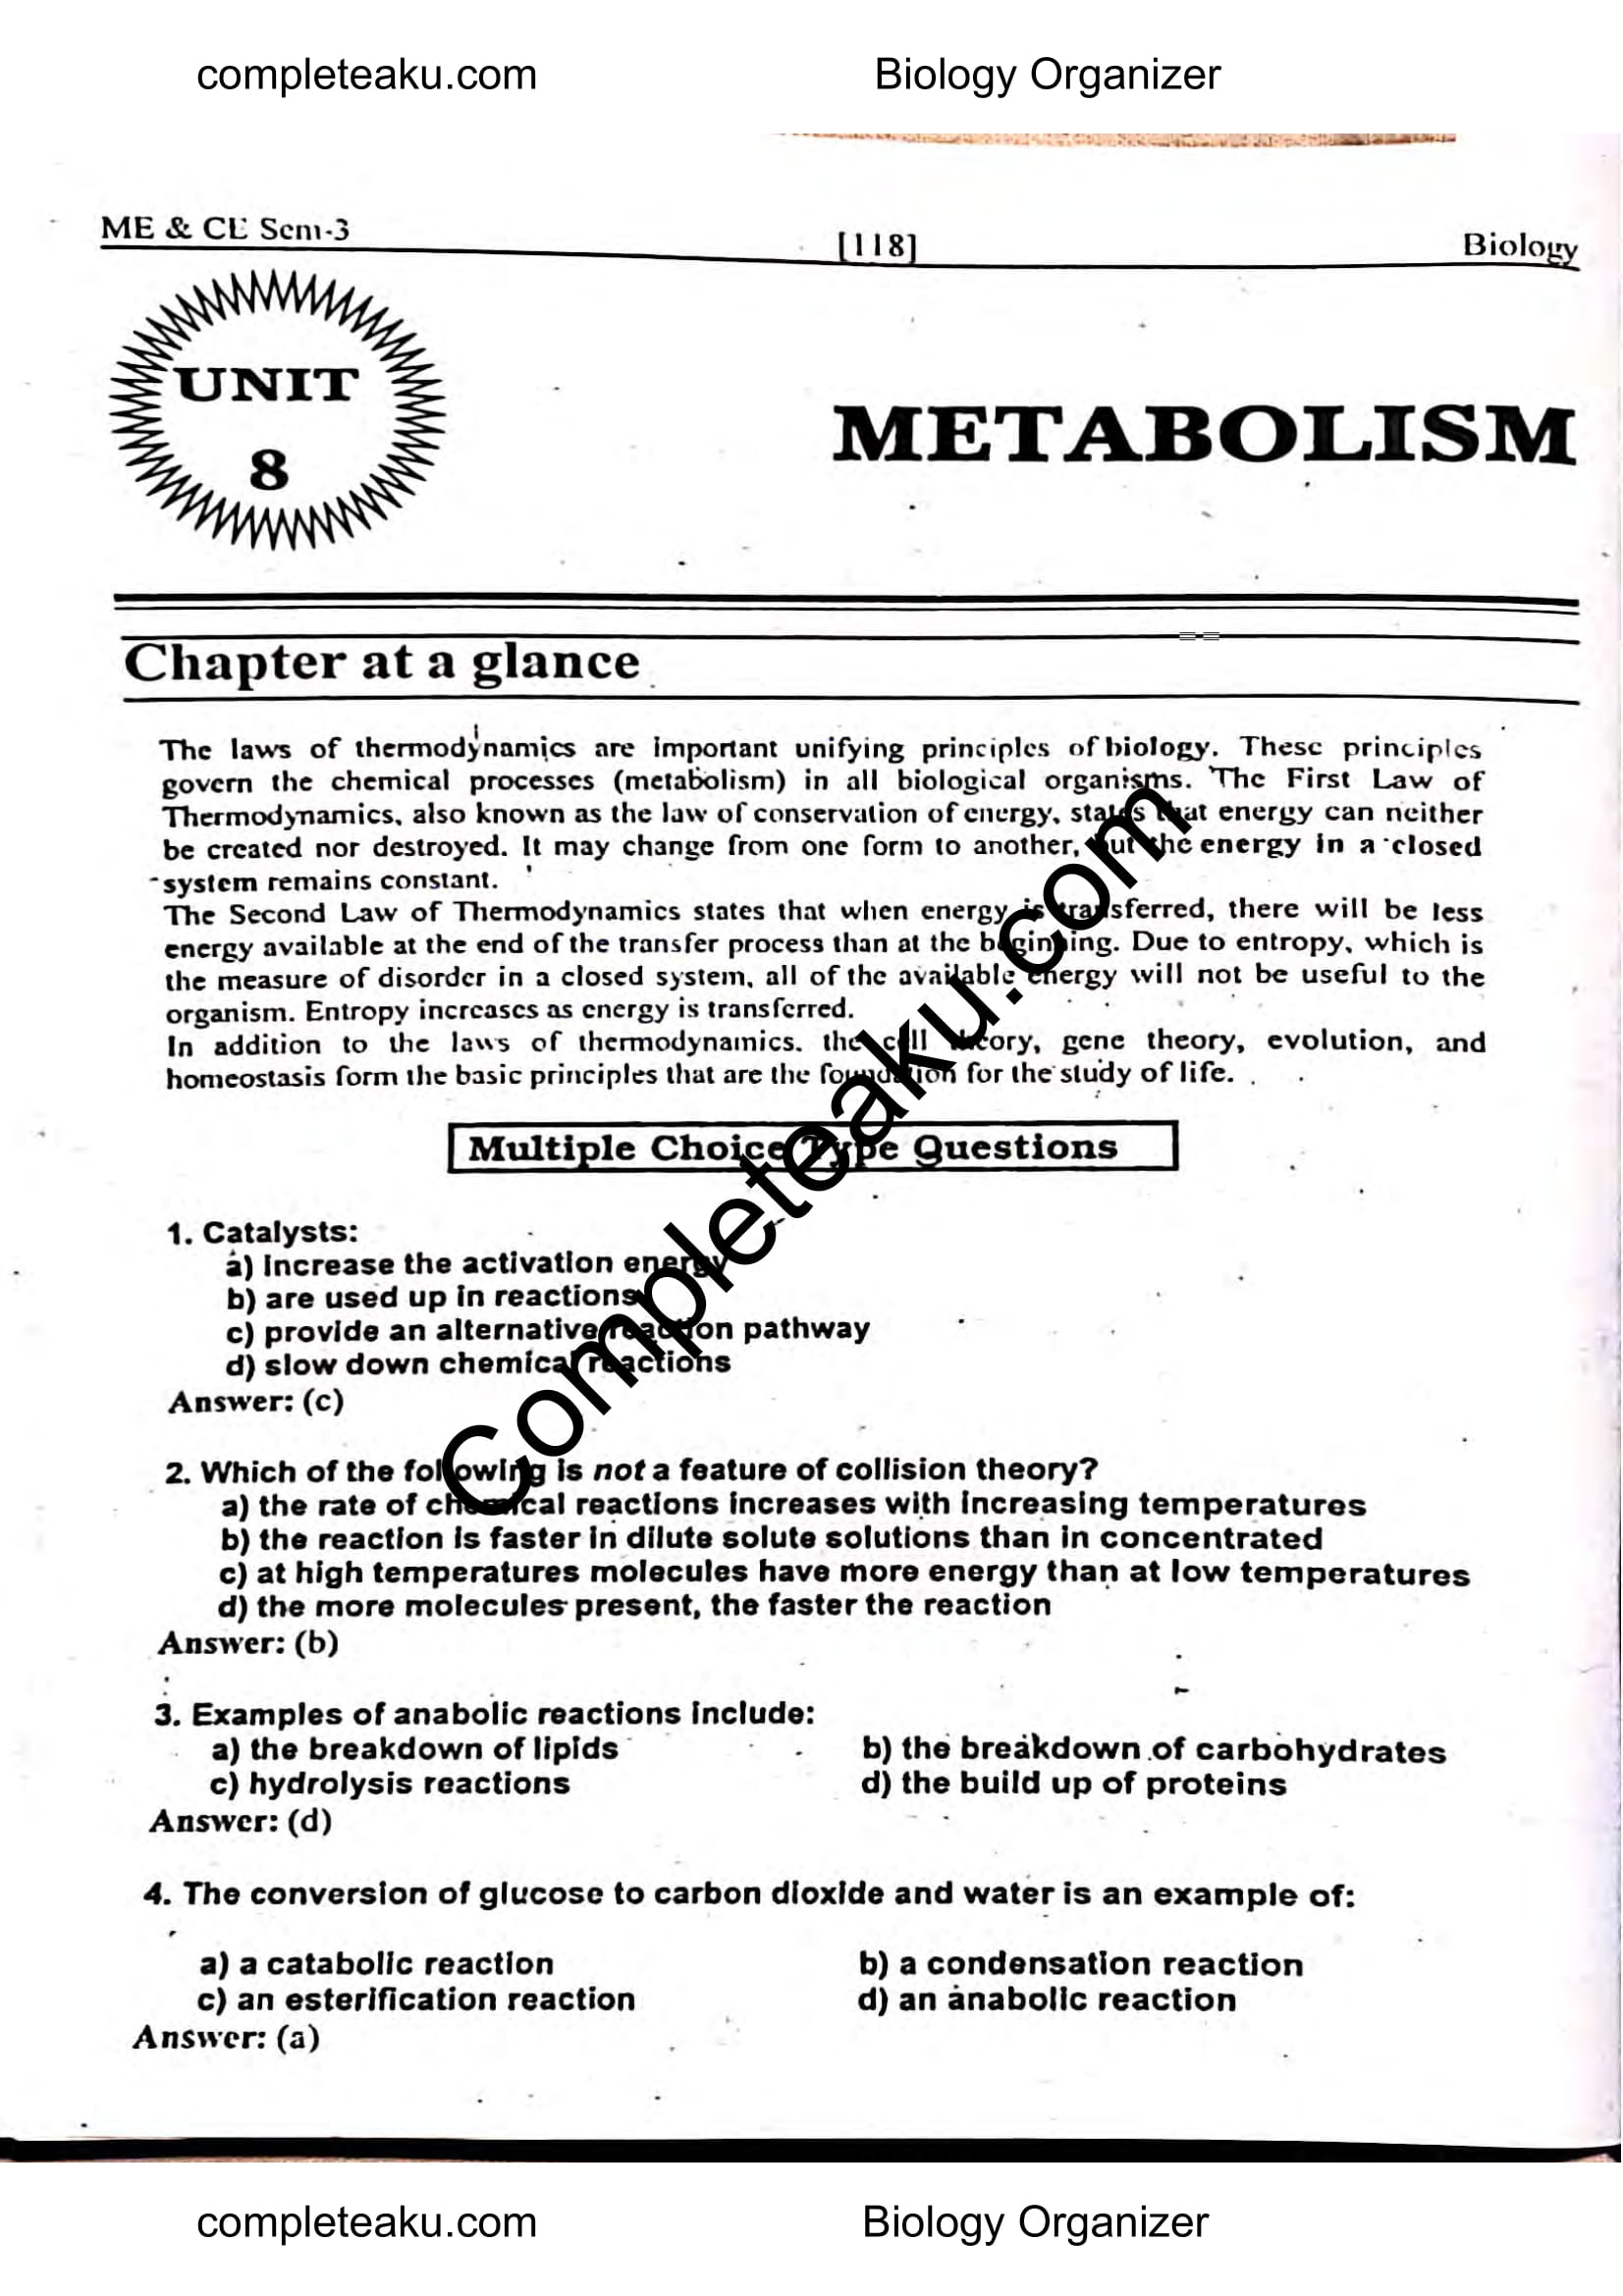 completeaku.com Biology Organizer
ME & CE Sem-3 [118] Biology
UNIT
8
METABOLISM
Chapter at a glance
The laws of thermodynamics are important unifying principles of biology. These principles
govern the chemical processes (metabolism) in all biological organisms. The First Law of
Thermodynamics, also known as the law of conservation of energy, states that energy can neither
be created nor destroyed. It may change from one form to another, but the energy in a closed
system remains constant.
The Second Law of Thermodynamics states that when energy is transferred, there will be less
energy available at the end of the transfer process than at the beginning. Due to entropy, which is
the measure of disorder in a closed system, all of the available energy will not be useful to the
organism. Entropy increases as energy is transferred.
In addition to the laws of thermodynamics, the cell theory, gene theory, evolution, and
homeostasis form the basic principles that are the foundation for the study of life.
Multiple Choice Type Questions
1. Catalysts:
a) increase the activation energy
b) are used up in reactions
c) provide an alternative reaction pathway
d) slow down chemical reactions
Answer: (c)
2. Which of the following is not a feature of collision theory?
a) the rate of chemical reactions increases with increasing temperatures
b) the reaction is faster in dilute solute solutions than in concentrated
c) at high temperatures molecules have more energy than at low temperatures
d) the more molecules present, the faster the reaction
Answer: (b)
3. Examples of anabolic reactions include:
a) the breakdown of lipids b) the breakdown of carbohydrates
c) hydrolysis reactions d) the build up of proteins
Answer: (d)
4. The conversion of glucose to carbon dioxide and water is an example of:
a) a catabolic reaction b) a condensation reaction
c) an esterification reaction d) an anabolic reaction
Answer: (a)
Completeaku.com
completeaku.com Biology Organizer